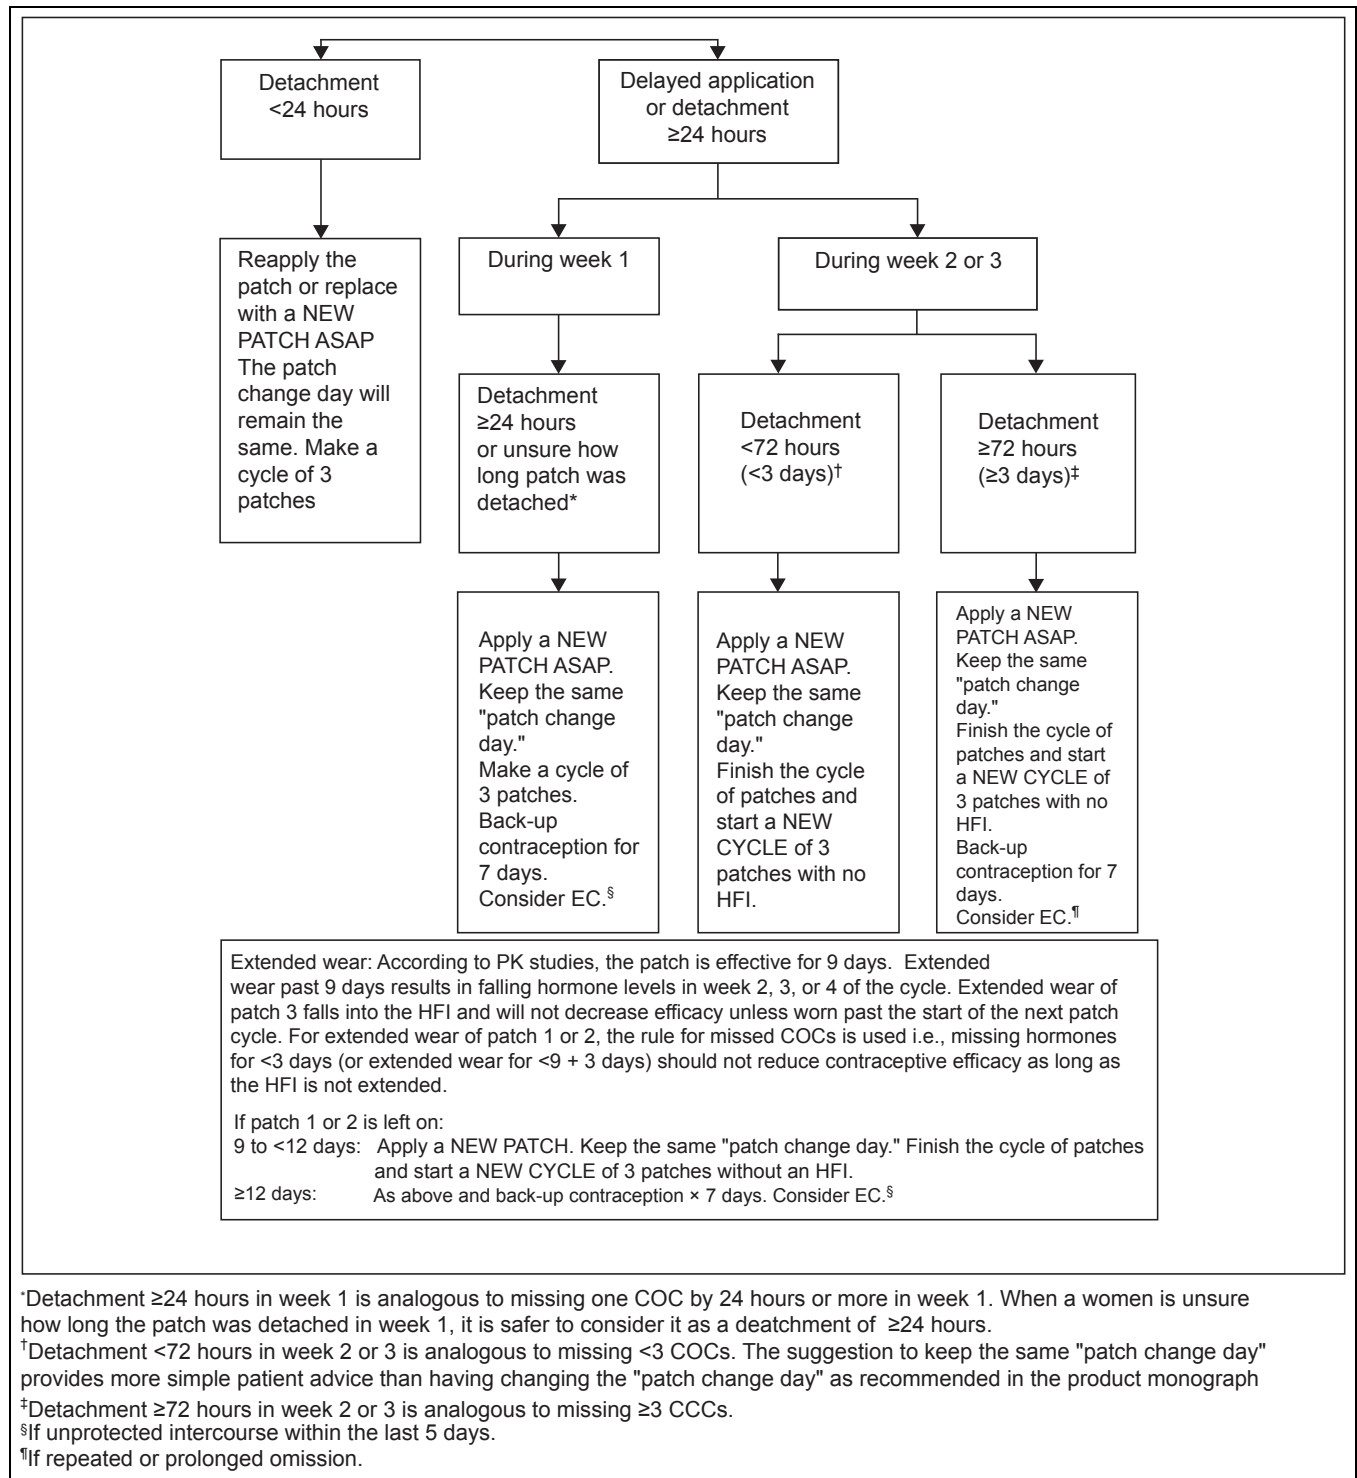 Detachment
<24 hours
Delayed application
or detachment
≥24 hours
Reapply the
patch or replace
with a NEW
PATCH ASAP
The patch
change day will
remain the
same. Make a
cycle of 3
patches
During week 1
During week 2 or 3
Detachment
≥24 hours
or unsure how
long patch was
detached*
Detachment
<72 hours
(<3 days)†
Detachment
≥72 hours
(≥3 days)‡
Apply a NEW
PATCH ASAP.
Keep the same
"patch change
day."
Make a cycle of
3 patches.
Back-up
contraception for
7 days.
Consider EC.§
Apply a NEW
PATCH ASAP.
Keep the same
"patch change
day."
Finish the cycle
of patches and
start a NEW
CYCLE of 3
patches with no
HFI.
Apply a NEW
PATCH ASAP.
Keep the same
"patch change
day."
Finish the cycle of
patches and start
a NEW CYCLE of
3 patches with no
HFI.
Back-up
contraception for 7
days.
Consider EC.¶
Extended wear: According to PK studies, the patch is effective for 9 days. Extended
wear past 9 days results in falling hormone levels in week 2, 3, or 4 of the cycle. Extended wear of
patch 3 falls into the HFI and will not decrease efficacy unless worn past the start of the next patch
cycle. For extended wear of patch 1 or 2, the rule for missed COCs is used i.e., missing hormones
for <3 days (or extended wear for <9 + 3 days) should not reduce contraceptive efficacy as long as
the HFI is not extended.
If patch 1 or 2 is left on:
9 to <12 days: Apply a NEW PATCH. Keep the same "patch change day." Finish the cycle of patches
and start a NEW CYCLE of 3 patches without an HFI.
≥12 days: As above and back-up contraception × 7 days. Consider EC.§
*Detachment ≥24 hours in week 1 is analogous to missing one COC by 24 hours or more in week 1. When a women is unsure
how long the patch was detached in week 1, it is safer to consider it as a deatchment of ≥24 hours.
†Detachment <72 hours in week 2 or 3 is analogous to missing <3 COCs. The suggestion to keep the same "patch change day"
provides more simple patient advice than having changing the "patch change day" as recommended in the product monograph
‡Detachment ≥72 hours in week 2 or 3 is analogous to missing ≥3 CCCs.
§If unprotected intercourse within the last 5 days.
¶If repeated or prolonged omission.